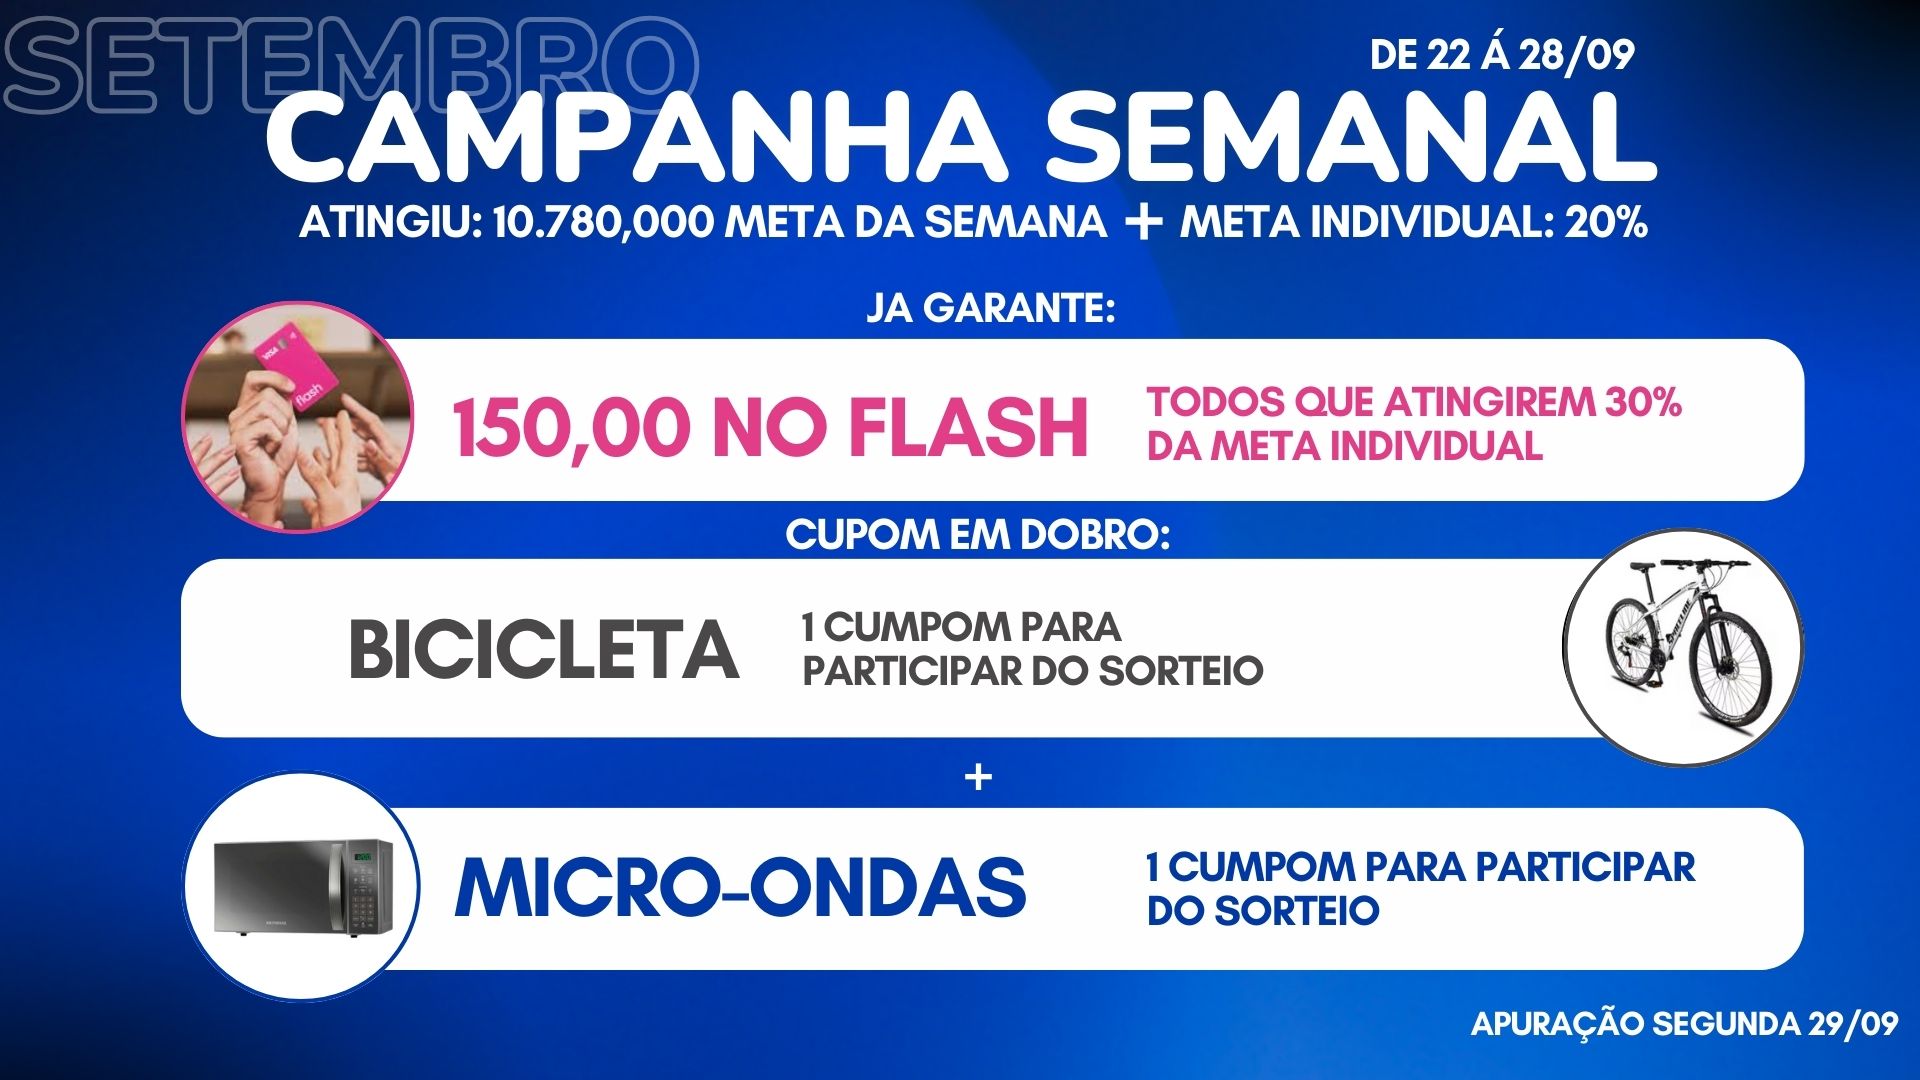 SETEMBRO
DE 22 Á 28/09
CAMPANHA SEMANAL
ATINGIU: 10.780,000 META DA SEMANA + META INDIVIDUAL: 20%
JA GARANTE:
VISA
flash
150,00 NO FLASH
TODOS QUE ATINGIREM 30%
DA META INDIVIDUAL
CUPOM EM DOBRO:
BICICLETA
1 CUMPOM PARA
PARTICIPAR DO SORTEIO
+
MICRO-ONDAS
1 CUMPOM PARA PARTICIPAR
DO SORTEIO
APURAÇÃO SEGUNDA 29/09